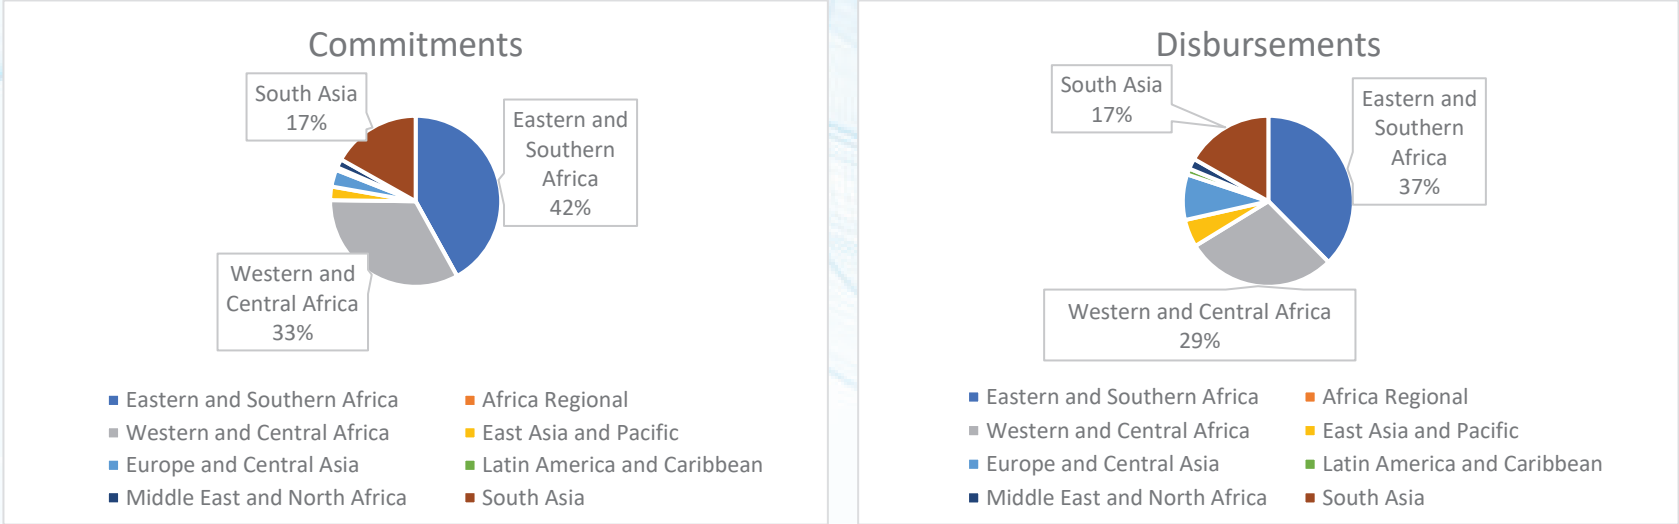 Commitments
South Asia
17%
Eastern and
Southern
Africa
42%
Western and
Central Africa
33%
Eastern and Southern Africa
Africa Regional
Western and Central Africa
East Asia and Pacific
Europe and Central Asia
Latin America and Caribbean
Middle East and North Africa
South Asia
Disbursements
South Asia
17%
Eastern and
Southern
Africa
37%
Western and Central Africa
29%
Eastern and Southern Africa
Africa Regional
Western and Central Africa
East Asia and Pacific
Europe and Central Asia
Latin America and Caribbean
Middle East and North Africa
South Asia